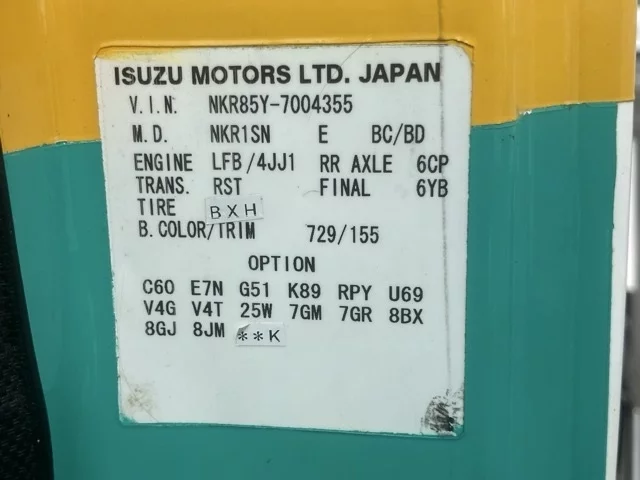 ISUZU MOTORS LTD. JAPAN
V.I.N. NKR85Y-7004355
M.D. NKR1SN E BC/BD
ENGINE LFB/4JJ1 RR AXLE 6CP
TRANS. RST FINAL 6YB
TIRE BXH
B.COLOR/TRIM 729/155
OPTION
C60 E7N G51 K89 RPY U69
V4G V4T 25W 7GM 7GR 8BX
8GJ 8JM **K